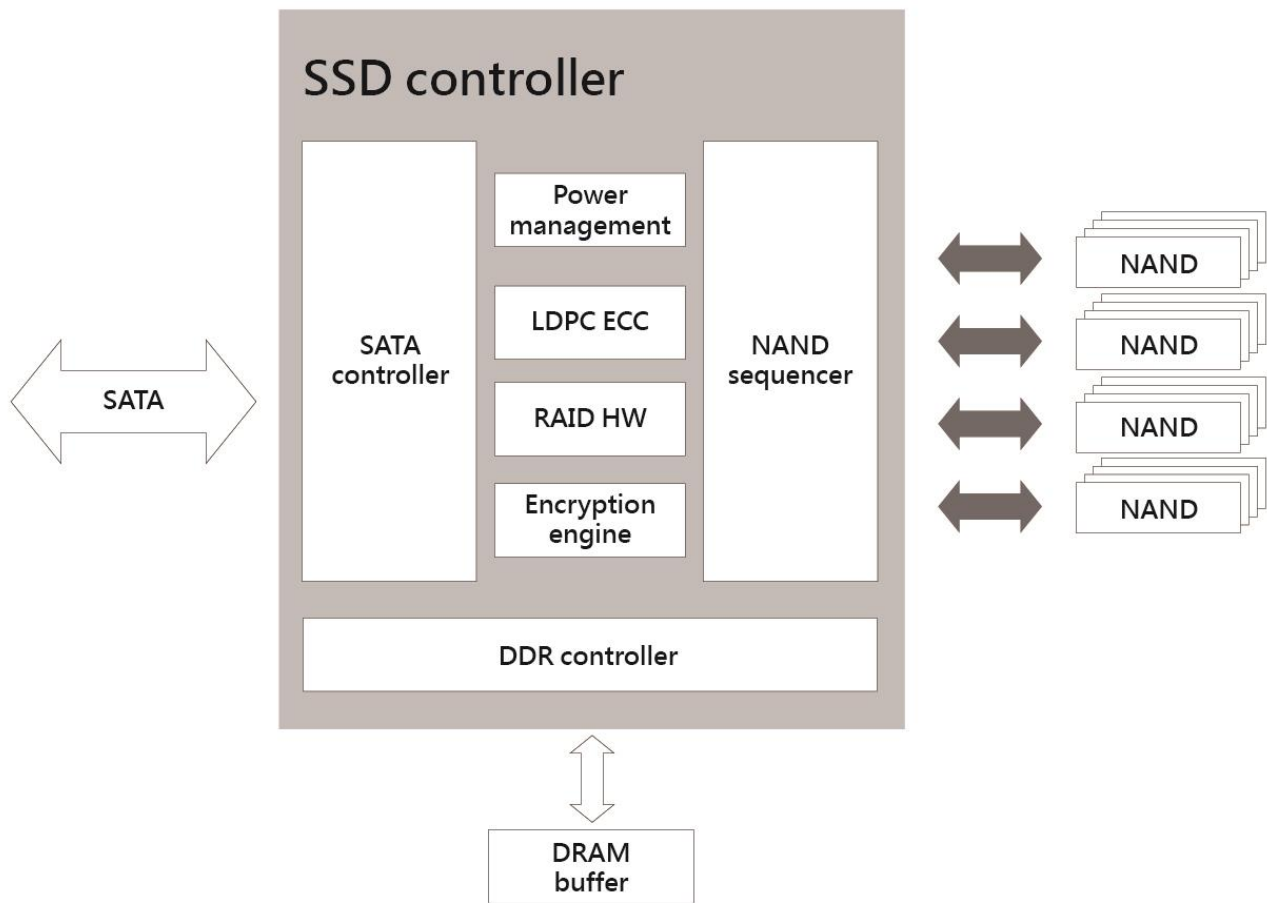 SSD controller
SATA
SATA
controller
Power
management
LDPC ECC
RAID HW
Encryption
engine
NAND
sequencer
NAND
NAND
NAND
NAND
DDR controller
DRAM
buffer